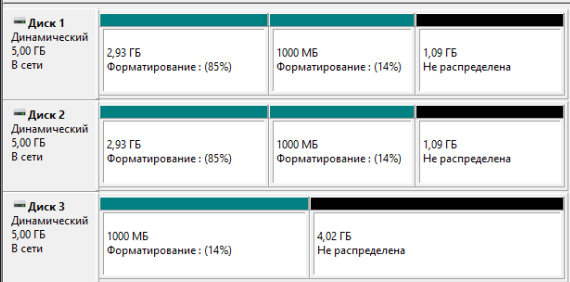 Диск 1
Динамический
5,00 ГБ
В сети
2,93 ГБ
Форматирование : (85%)
1000 МБ
Форматирование : (14%)
1,09 ГБ
Не распределена
Диск 2
Динамический
5,00 ГБ
В сети
2,93 ГБ
Форматирование : (85%)
1000 МБ
Форматирование : (14%)
1,09 ГБ
Не распределена
Диск 3
Динамический
5,00 ГБ
В сети
1000 МБ
Форматирование : (14%)
4,02 ГБ
Не распределена